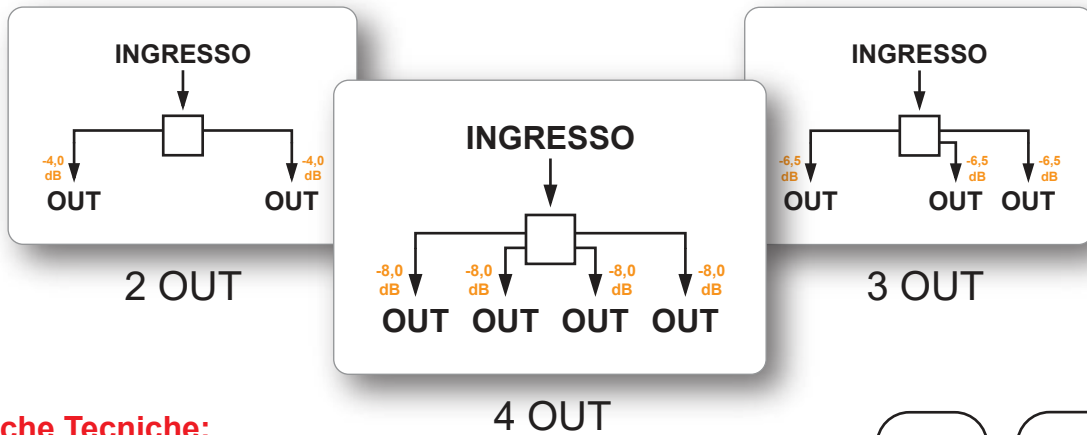 INGRESSO
-4,0
dB
OUT
-4,0
dB
OUT
2 OUT
INGRESSO
-8,0
dB
-8,0
dB
-8,0
dB
-8,0
dB
OUT OUT OUT OUT
4 OUT
INGRESSO
-6,5
dB
OUT
-6,5
dB
OUT
-6,5
dB
OUT
3 OUT
che Tecniche: